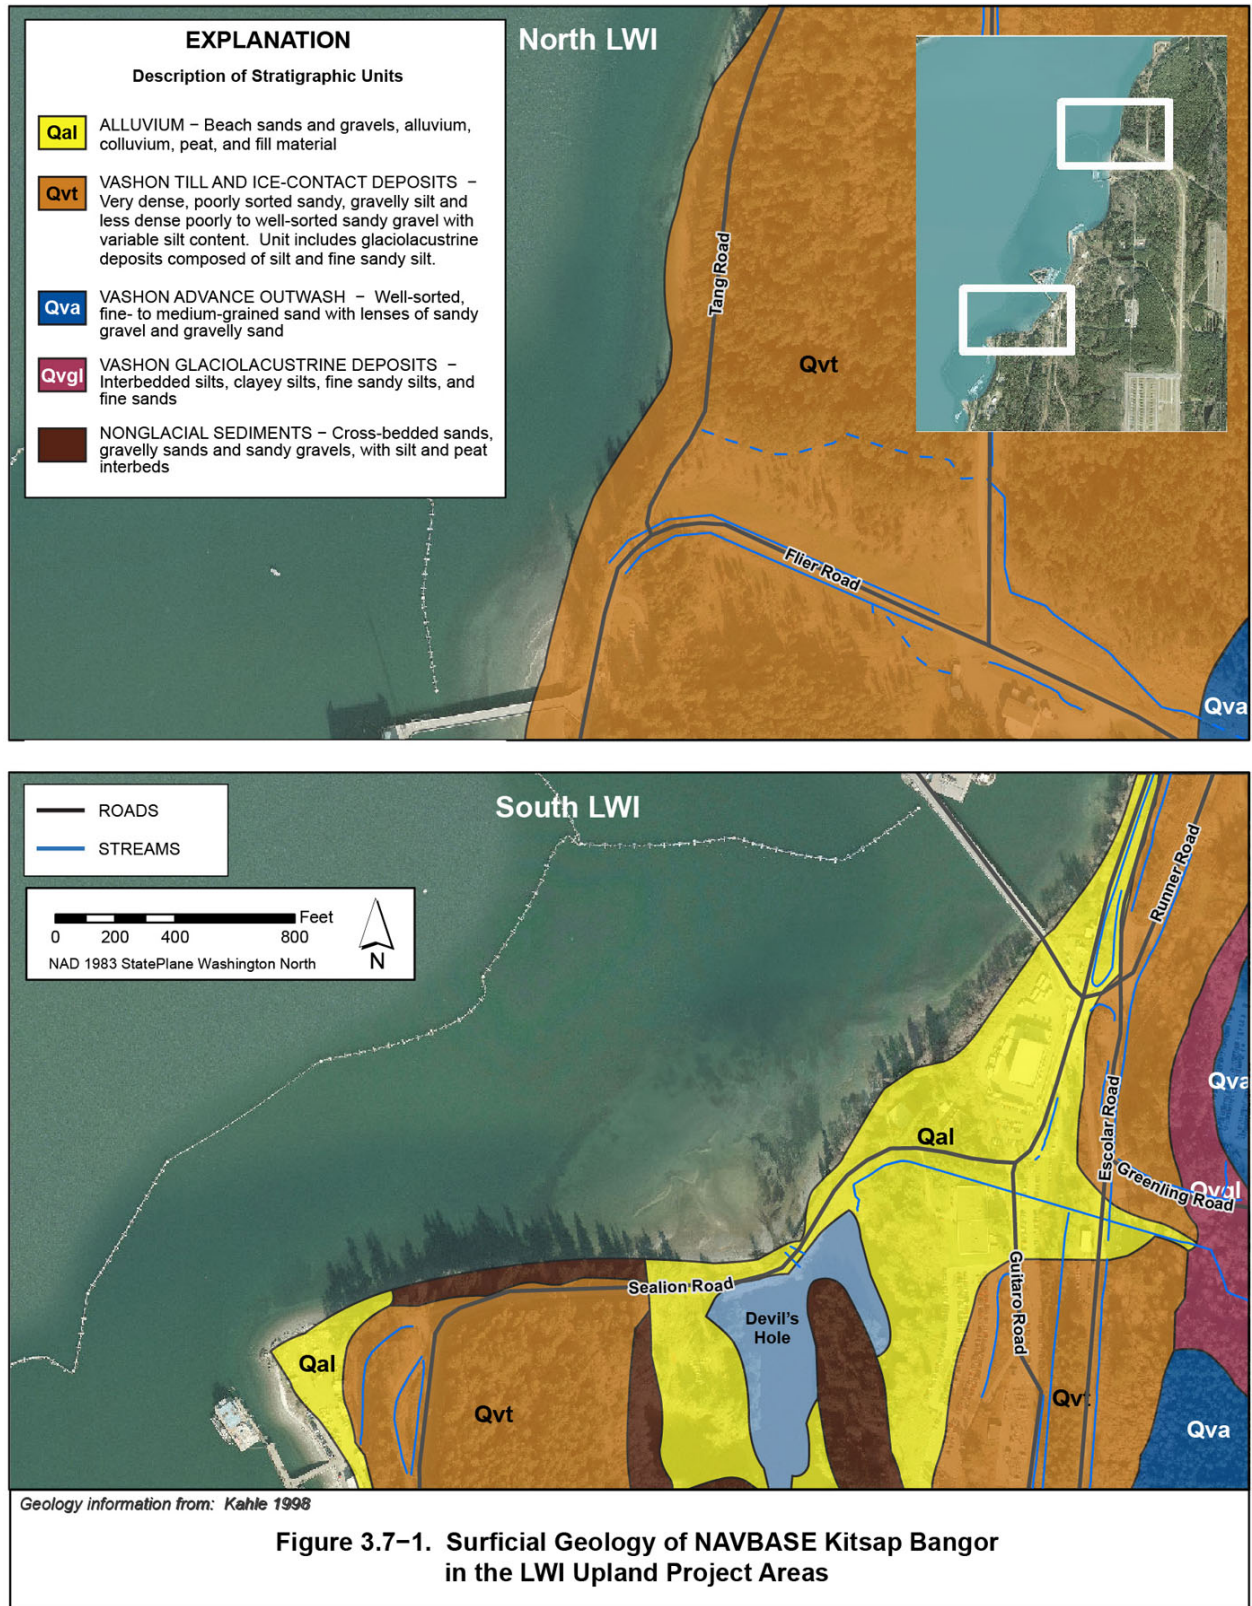 North LWI
EXPLANATION
Description of Stratigraphic Units
Qal
ALLUVIUM − Beach sands and gravels, alluvium,
colluvium, peat, and fill material
Qvt
VASHON TILL AND ICE-CONTACT DEPOSITS −
Very dense, poorly sorted sandy, gravelly silt and
less dense poorly to well-sorted sandy gravel with
variable silt content. Unit includes glaciolacustrine
deposits composed of silt and fine sandy silt.
Qva
VASHON ADVANCE OUTWASH − Well-sorted,
fine- to medium-grained sand with lenses of sandy
gravel and gravelly sand
Qvgl
VASHON GLACIOLACUSTRINE DEPOSITS −
Interbedded silts, clayey silts, fine sandy silts, and
fine sands
NONGLACIAL SEDIMENTS − Cross-bedded sands,
gravelly sands and sandy gravels, with silt and peat
interbeds
Tang Road
Qvt
Flier Road
Qva
South LWI
ROADS
STREAMS
Feet
0 200 400 800
NAD 1983 StatePlane Washington North
N
Runner Road
Qva
Qal
Escolar Road
Greenling Road
Qvgl
Sealion Road
Guitaro Road
Devil's
Hole
Qal
Qvt
Qvt
Qva
Geology information from: Kahle 1998
Figure 3.7−1. Surficial Geology of NAVBASE Kitsap Bangor
in the LWI Upland Project Areas